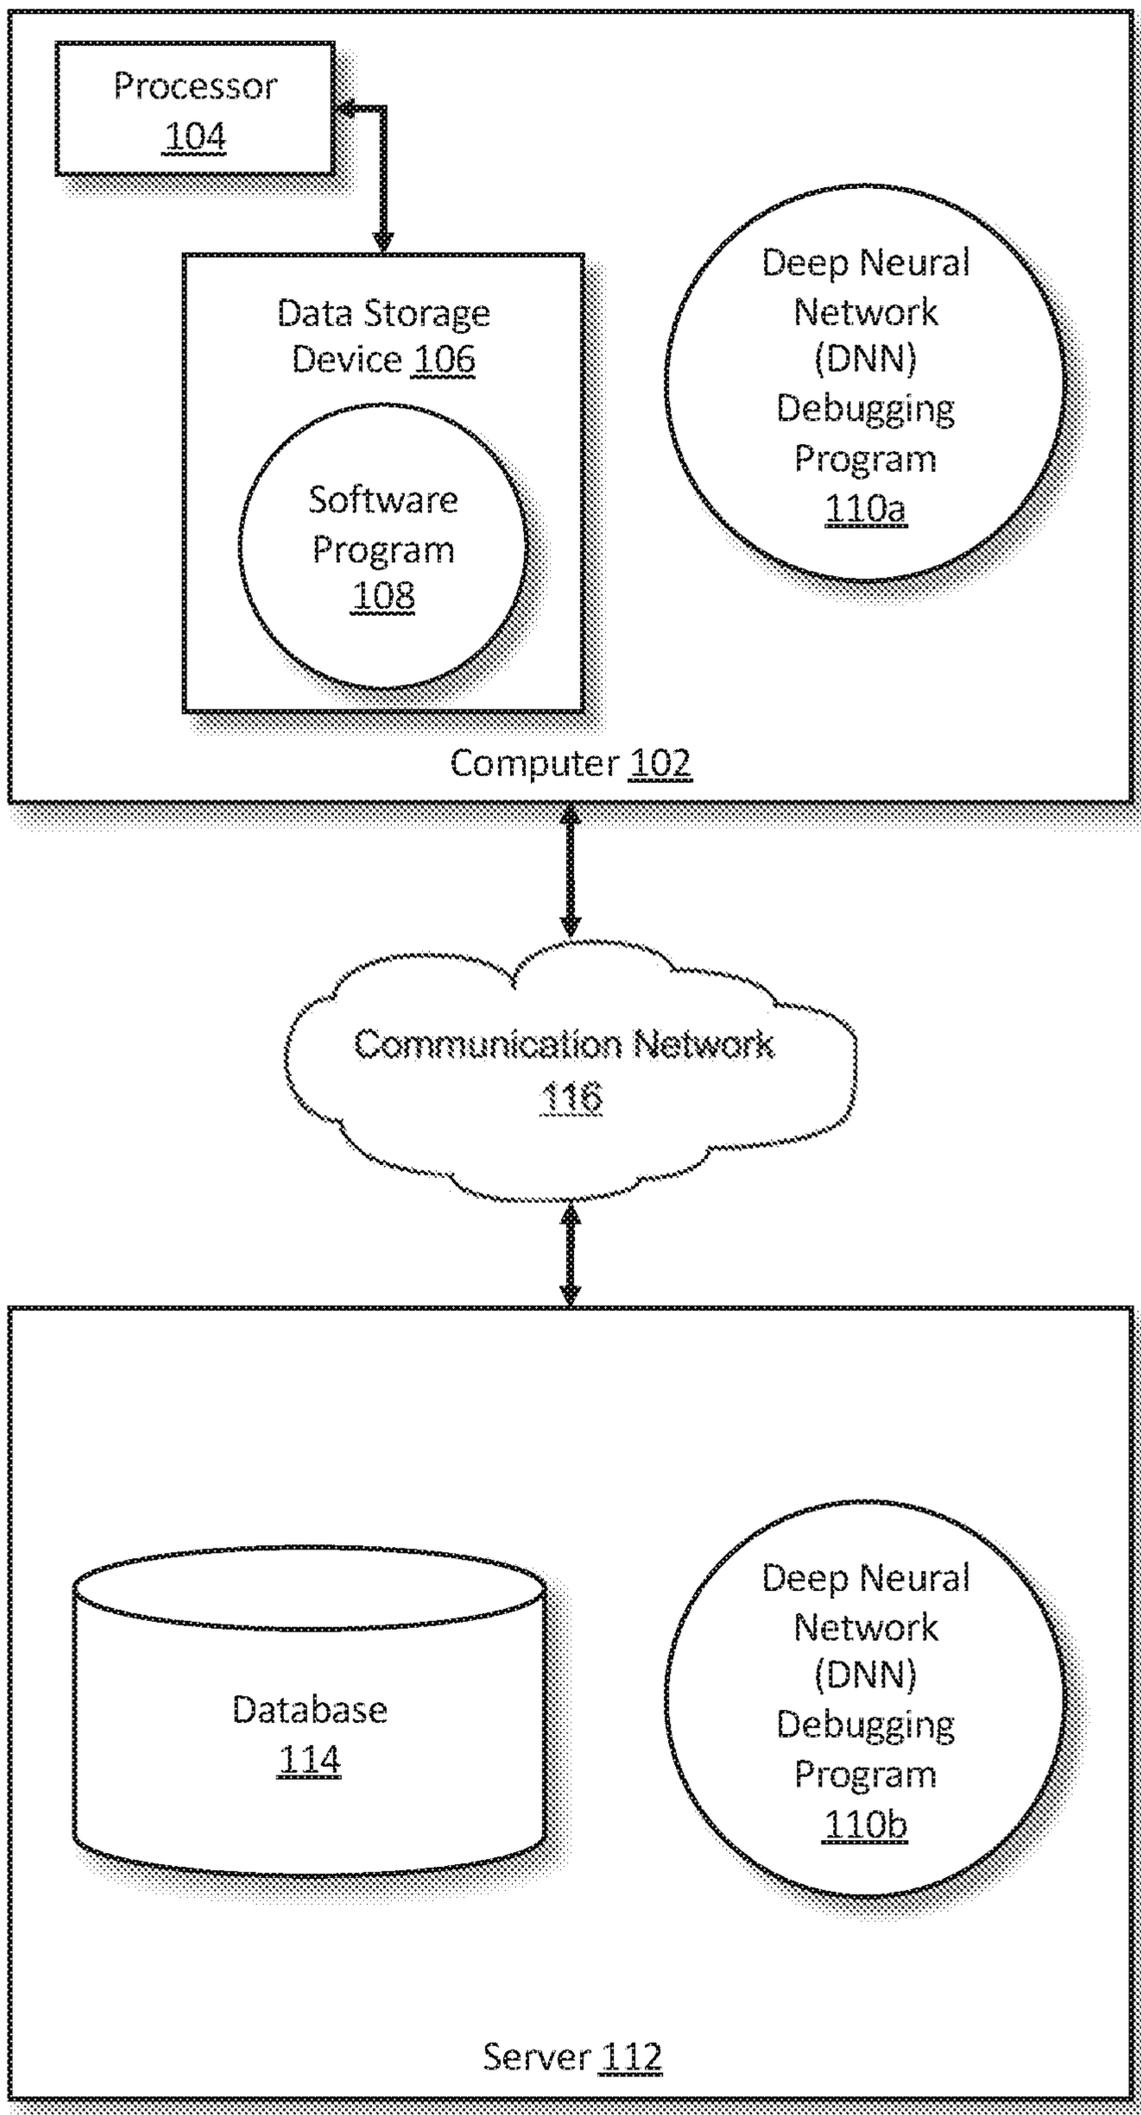 Processor
104
Data Storage
Device 106
Software
Program
108
Deep Neural
Network
(DNN)
Debugging
Program
110a
Computer 102
Communication Network
116
Database
114
Deep Neural
Network
(DNN)
Debugging
Program
110b
Server 112